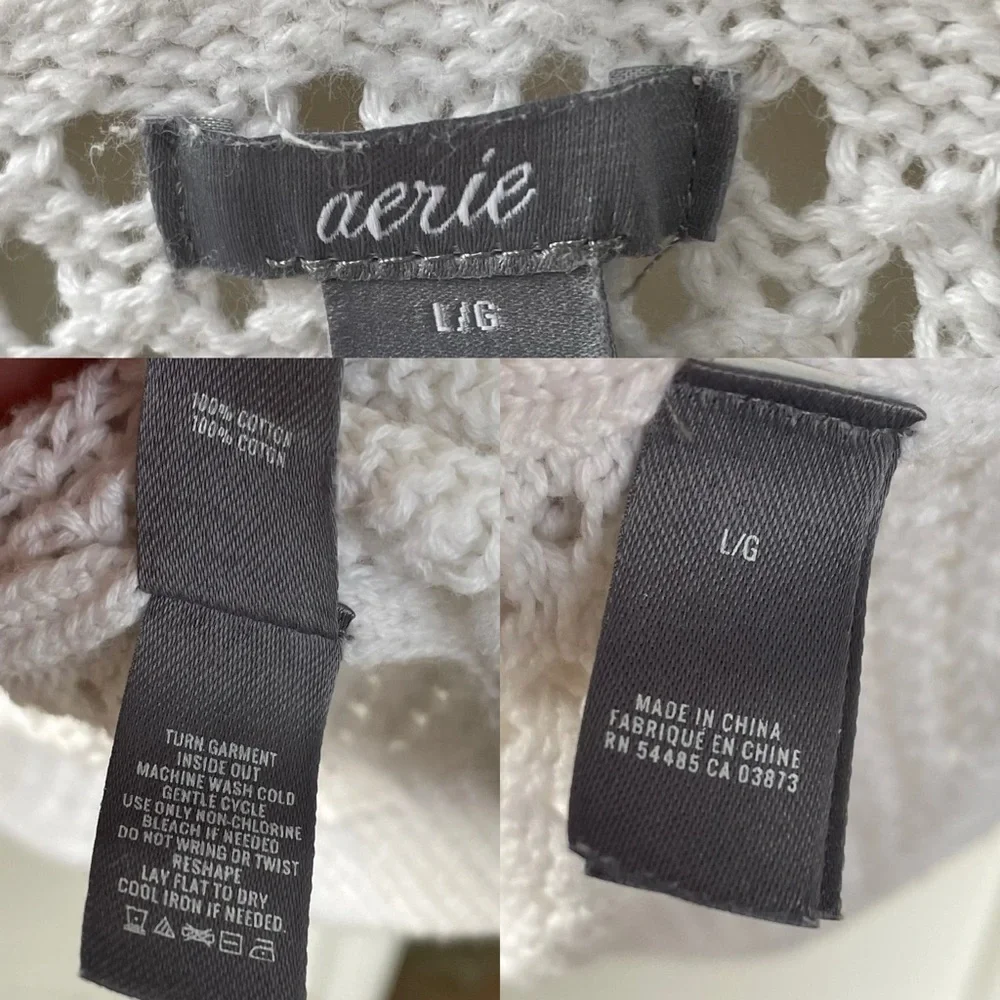 aerie
L/G
100% COTTON
100% COTON
TURN GARMENT
INSIDE OUT
MACHINE WASH COLD
GENTLE CYCLE
USE ONLY NON-CHLORINE
BLEACH IF NEEDED
DO NOT WRING OR TWIST
RESHAPE
LAY FLAT TO DRY
COOL IRON IF NEEDED.
L/G
MADE IN CHINA
FABRIQUE EN CHINE
RN 54485 CA 03873